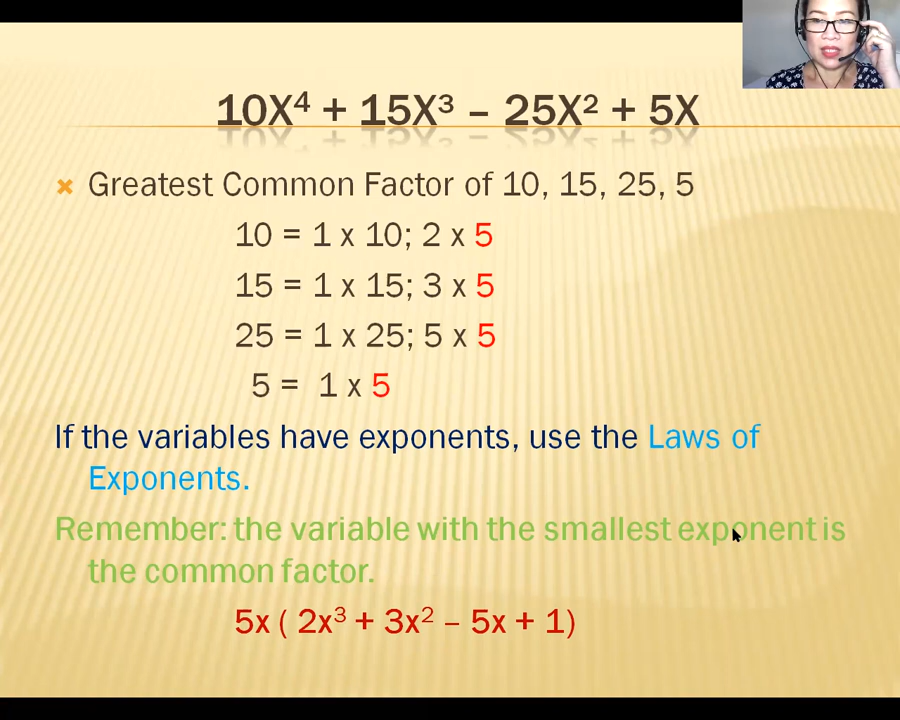 10X⁴ + 15X³ – 25X² + 5X
Greatest Common Factor of 10, 15, 25, 5
10 = 1 x 10; 2 x 5
15 = 1 x 15; 3 x 5
25 = 1 x 25; 5 x 5
5 = 1 x 5
If the variables have exponents, use the Laws of
Exponents.
Remember: the variable with the smallest exponent is
the common factor.
5x ( 2x³ + 3x² – 5x + 1)